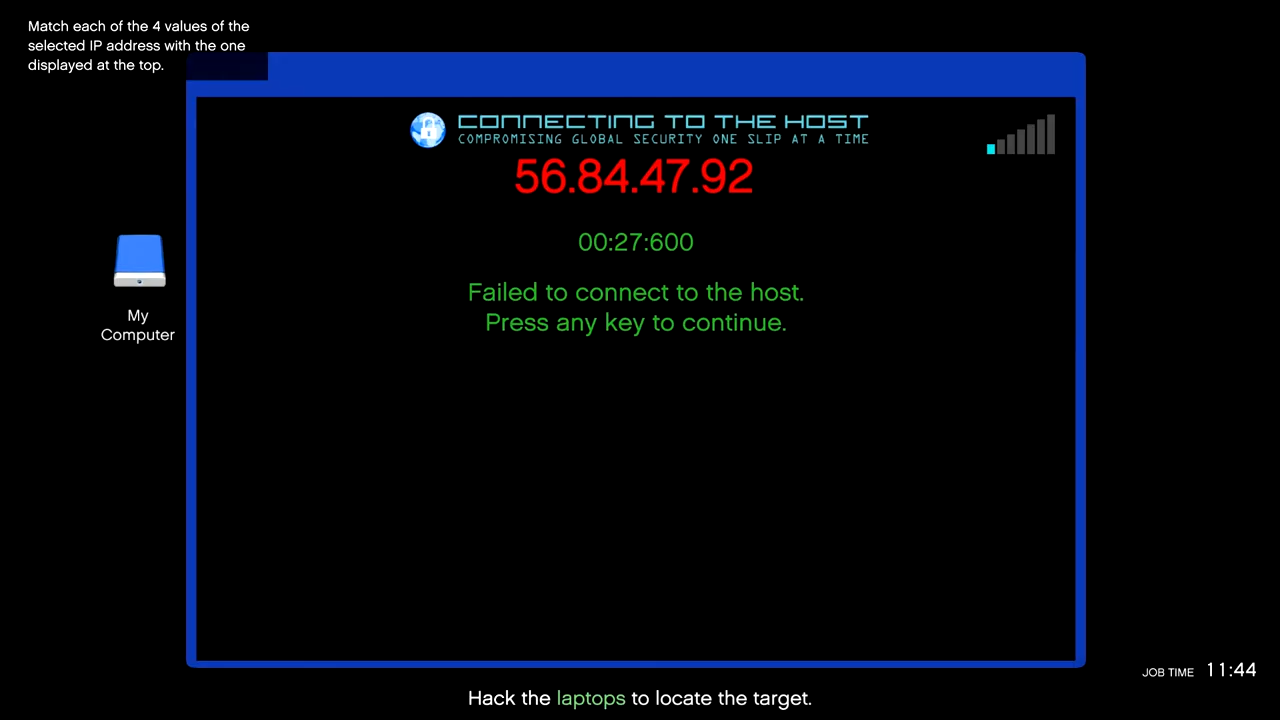 Match each of the 4 values of the
selected IP address with the one
displayed at the top.
CONNECTING TO THE HOST
COMPROMISING GLOBAL SECURITY ONE SLIP AT A TIME
56.84.47.92
00:27:600
Failed to connect to the host.
Press any key to continue.
My
Computer
JOB TIME 11:44
Hack the laptops to locate the target.